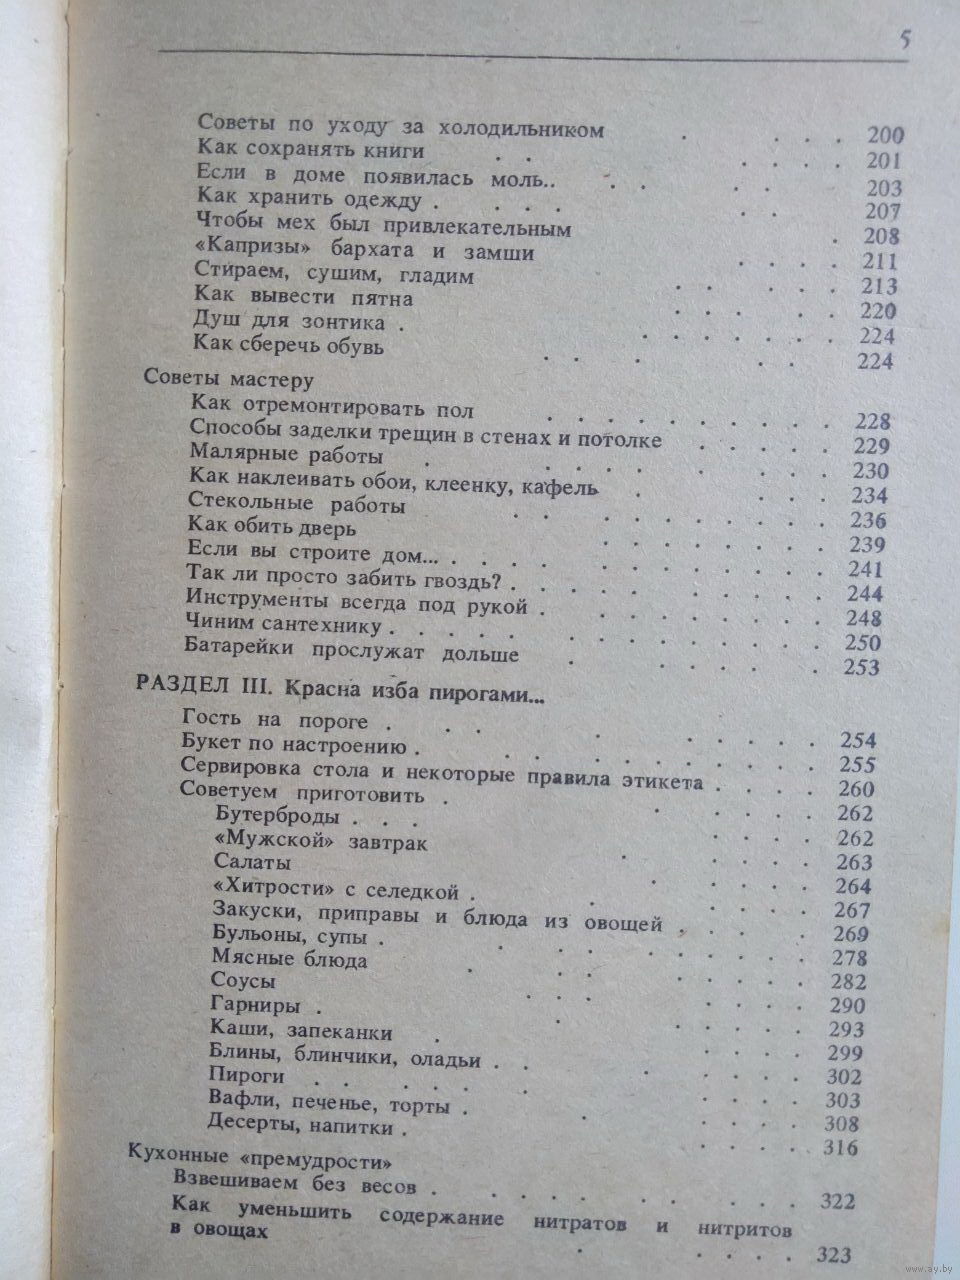 5
Советы по уходу за холодильником . . . . 200
Как сохранять книги . . . . . . 201
Если в доме появилась моль.. . . . . 203
Как хранить одежду . . . . . . 207
Чтобы мех был привлекательным . 208
«Капризы» бархата и замши . . . . 211
Стираем, сушим, гладим . . . . . 213
Как вывести пятна . . . . . 220
Душ для зонтика . . . . . . . . 224
Как сберечь обувь . . . . 224
Советы мастеру
Как отремонтировать пол . . . . . . . . . 228
Способы заделки трещин в стенах и потолке . . . . . 229
Малярные работы . . . . . . . . . 230
Как наклеивать обои, клеенку, кафель . . . . 234
Стекольные работы . . . . . . . . 236
Как обить дверь . . . . . . . 239
Если вы строите дом... . . . . . . . . . . 241
Так ли просто забить гвоздь? . . . . . . . . 244
Инструменты всегда под рукой . . . . . . . 248
Чиним сантехнику . . . . . . . . . . . 250
Батарейки прослужат дольше . . . . . 253
РАЗДЕЛ III. Красна изба пирогами...
Гость на пороге . . . . . . . . 254
Букет по настроению . . . . . . . . . 255
Сервировка стола и некоторые правила этикета . . . . . 260
Советуем приготовить . . . . . . 262
Бутерброды . . . . . . . 262
«Мужской» завтрак . . . . . 263
Салаты . . . . . 264
«Хитрости» с селедкой . . . . . . 267
Закуски, приправы и блюда из овощей . . . . 269
Бульоны, супы . . . . . . . 278
Мясные блюда . . . . . . 282
Соусы . . . . . . 290
Гарниры . . . . . . 293
Каши, запеканки . . . . . 299
Блины, блинчики, оладьи . . . . . . 302
Пироги . . . . . . . . . 303
Вафли, печенье, торты . . . . . . 308
Десерты, напитки . . . . . 316
Кухонные «премудрости»
Взвешиваем без весов . . . . . . . . . . 322
Как уменьшить содержание нитратов и нитритов
в овощах . . . . . 323
www.ay.by